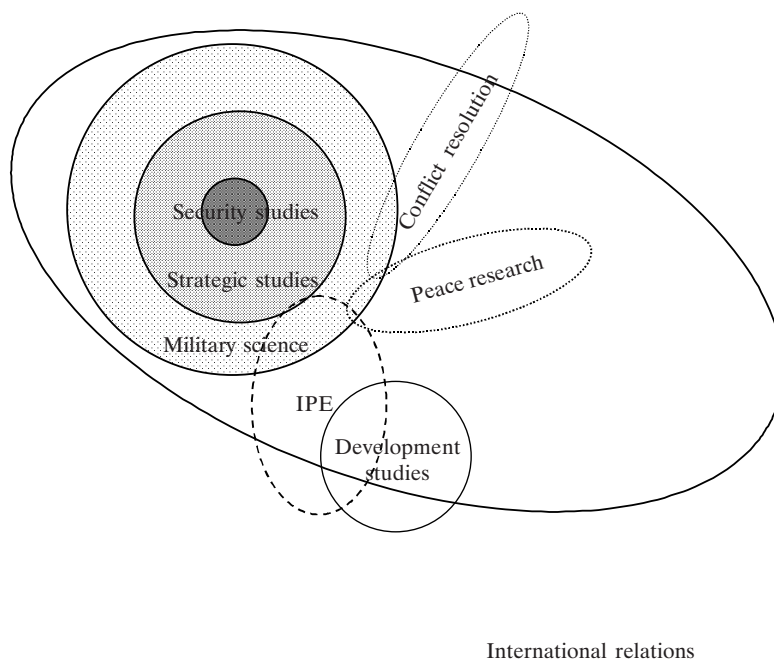 Conflict resolution
Security studies
Peace research
Strategic studies
Military science
IPE
Development
studies
International relations